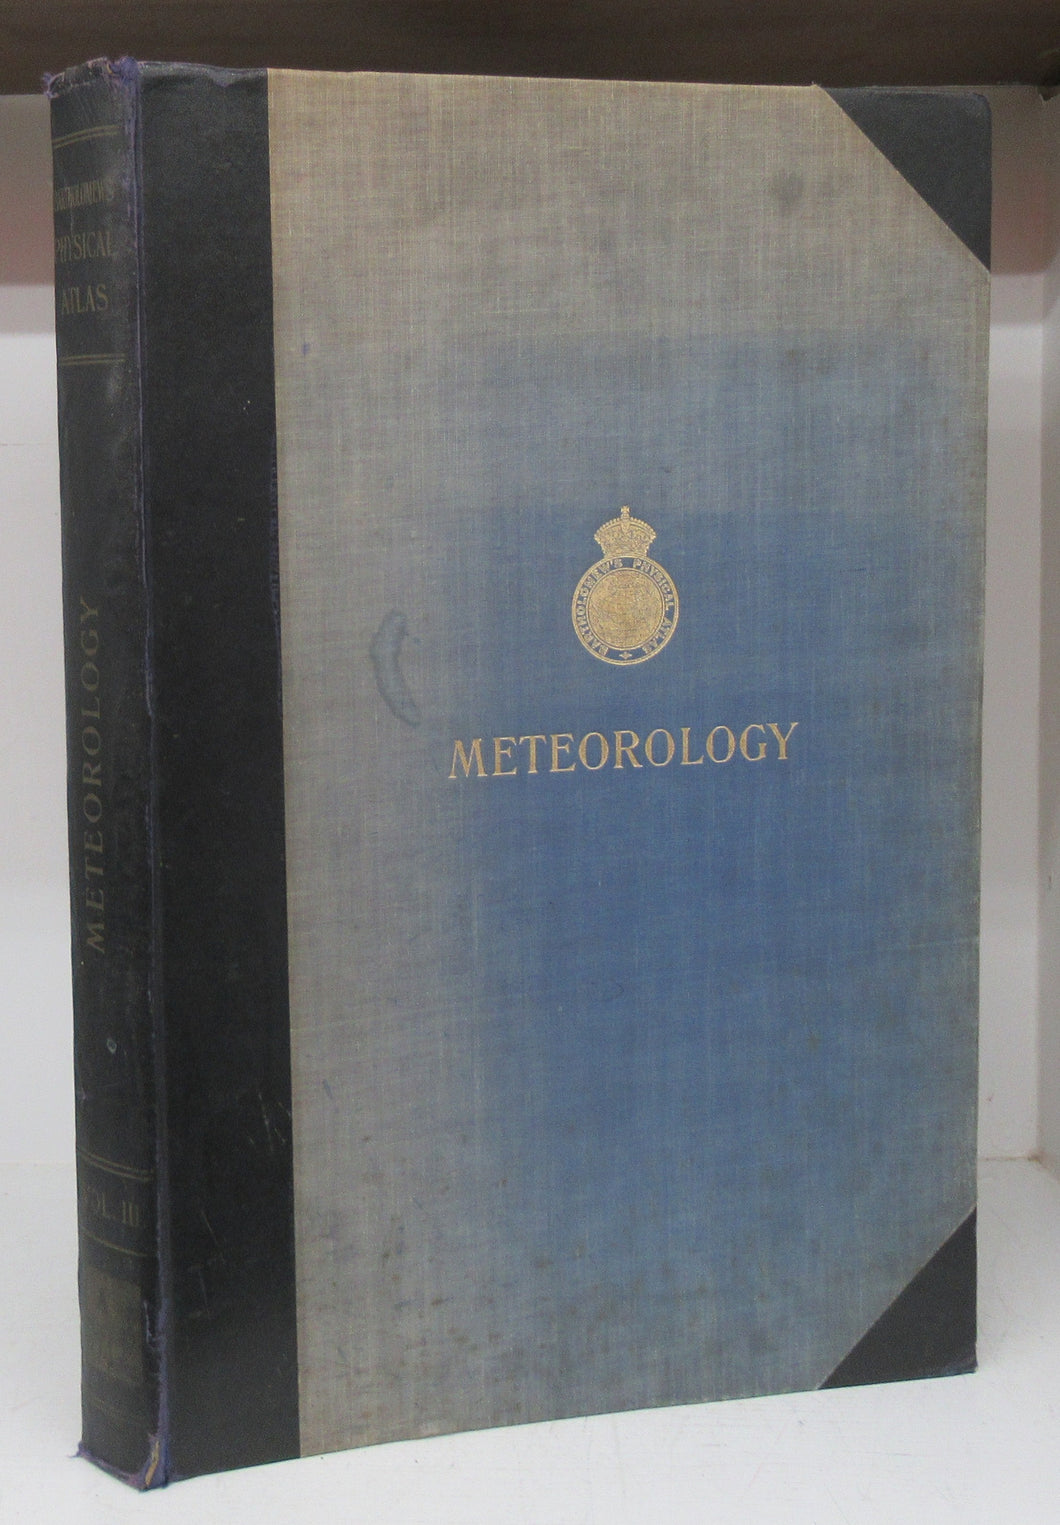 BARTHOLOMEW'S
PHYSICAL
ATLAS
METEOROLOGY
VOL. III
BARTHOLOMEW'S PHYSICAL ATLAS
METEOROLOGY